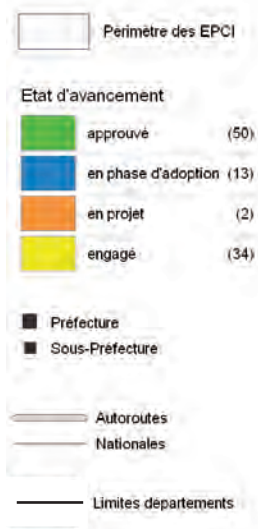 Périmètre des EPCI
Etat d'avancement
approuvé (50)
en phase d'adoption (13)
en projet (2)
engagé (34)
Préfecture
Sous-Préfecture
Autoroutes
Nationales
Limites départements